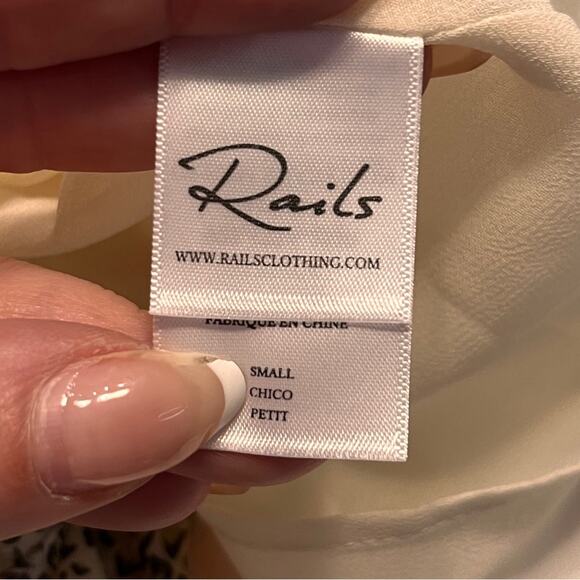 Rails
WWW.RAILSCLOTHING.COM
FABRIQUE EN CHINE
SMALL
CHICO
PETIT